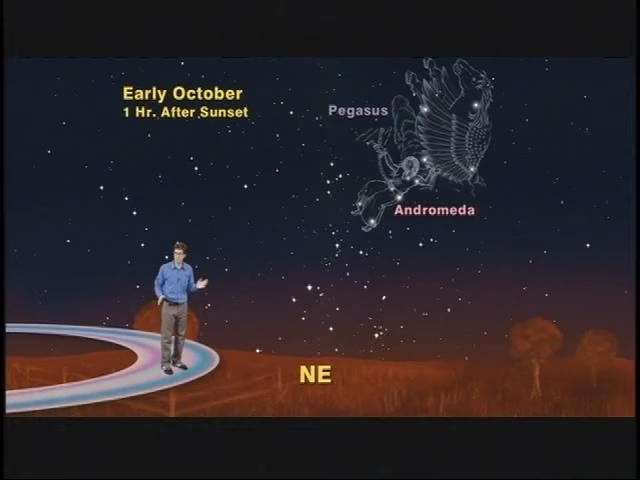 Early October
1 Hr. After Sunset
Pegasus
Andromeda
NE